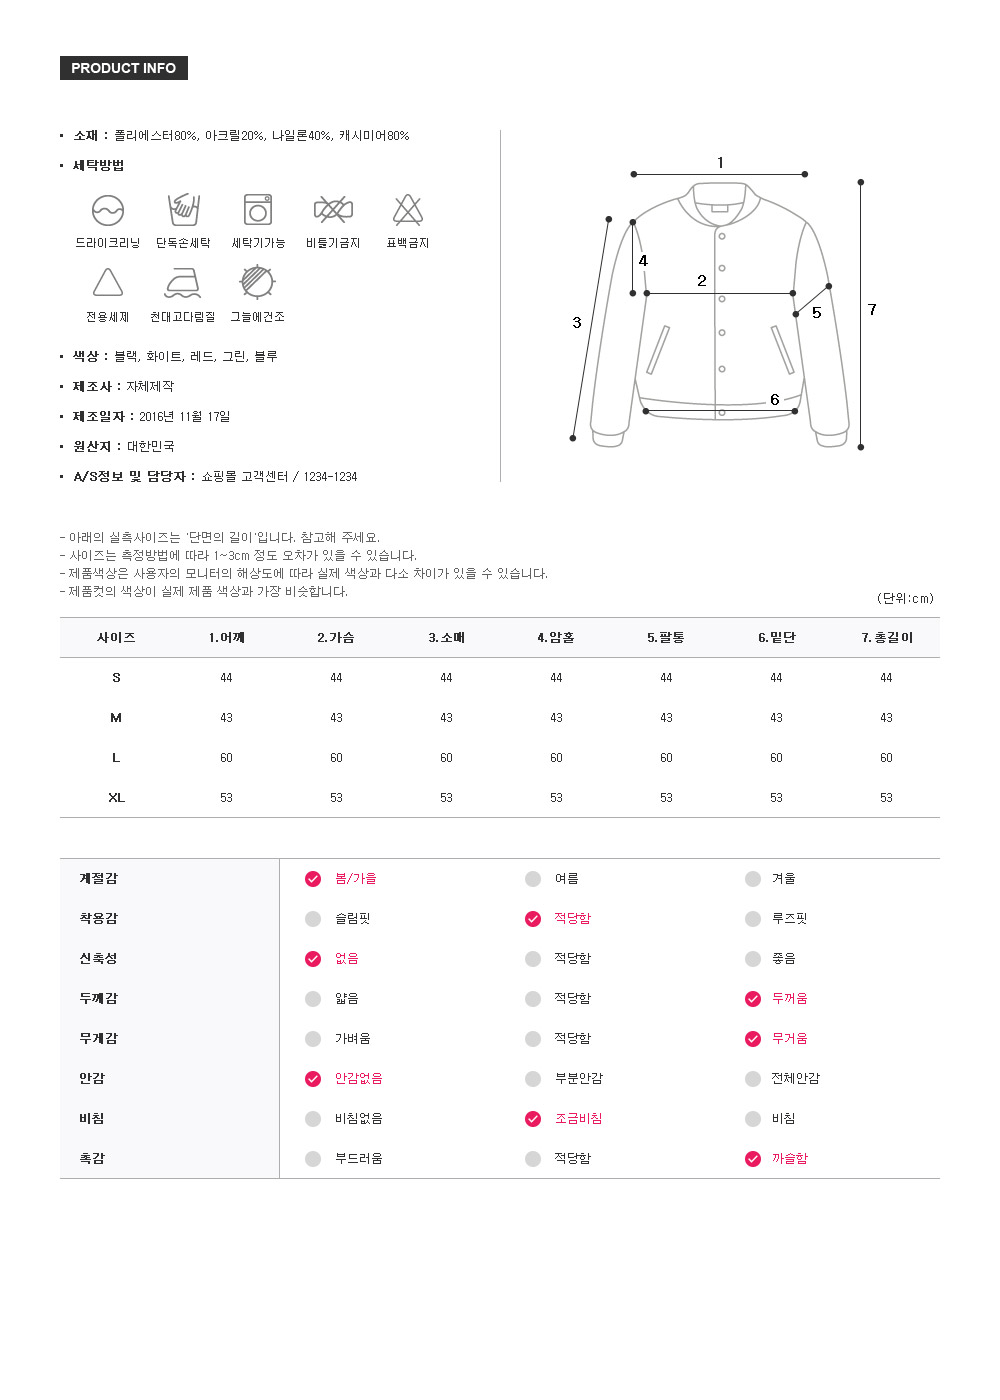 PRODUCT INFO
• 소재 : 폴리에스터80%, 아크릴20%, 나일론40%, 캐시미어80%
• 세탁방법
드라이크리닝 단독손세탁 세탁기가능 비틀기금지 표백금지
전용세제 천대고다림질 그늘에건조
• 색상 : 블랙, 화이트, 레드, 그린, 블루
• 제조사 : 자체제작
• 제조일자 : 2016년 11월 17일
• 원산지 : 대한민국
• A/S정보 및 담당자 : 쇼핑몰 고객센터 / 1234-1234
1
4
2
3
5
7
6
- 아래의 실측사이즈는 '단면의 길이'입니다. 참고해 주세요.
- 사이즈는 측정방법에 따라 1~3cm 정도 오차가 있을 수 있습니다.
- 제품색상은 사용자의 모니터의 해상도에 따라 실제 색상과 다소 차이가 있을 수 있습니다.
- 제품컷의 색상이 실제 제품 색상과 가장 비슷합니다.
(단위:cm)
사이즈 1.어깨 2.가슴 3.소매 4.암홀 5.팔통 6.밑단 7.총길이
S 44 44 44 44 44 44 44
M 43 43 43 43 43 43 43
L 60 60 60 60 60 60 60
XL 53 53 53 53 53 53 53
계절감 봄/가을 여름 겨울
착용감 슬림핏 적당함 루즈핏
신축성 없음 적당함 좋음
두께감 얇음 적당함 두꺼움
무게감 가벼움 적당함 무거움
안감 안감없음 부분안감 전체안감
비침 비침없음 조금비침 비침
촉감 부드러움 적당함 까슬함